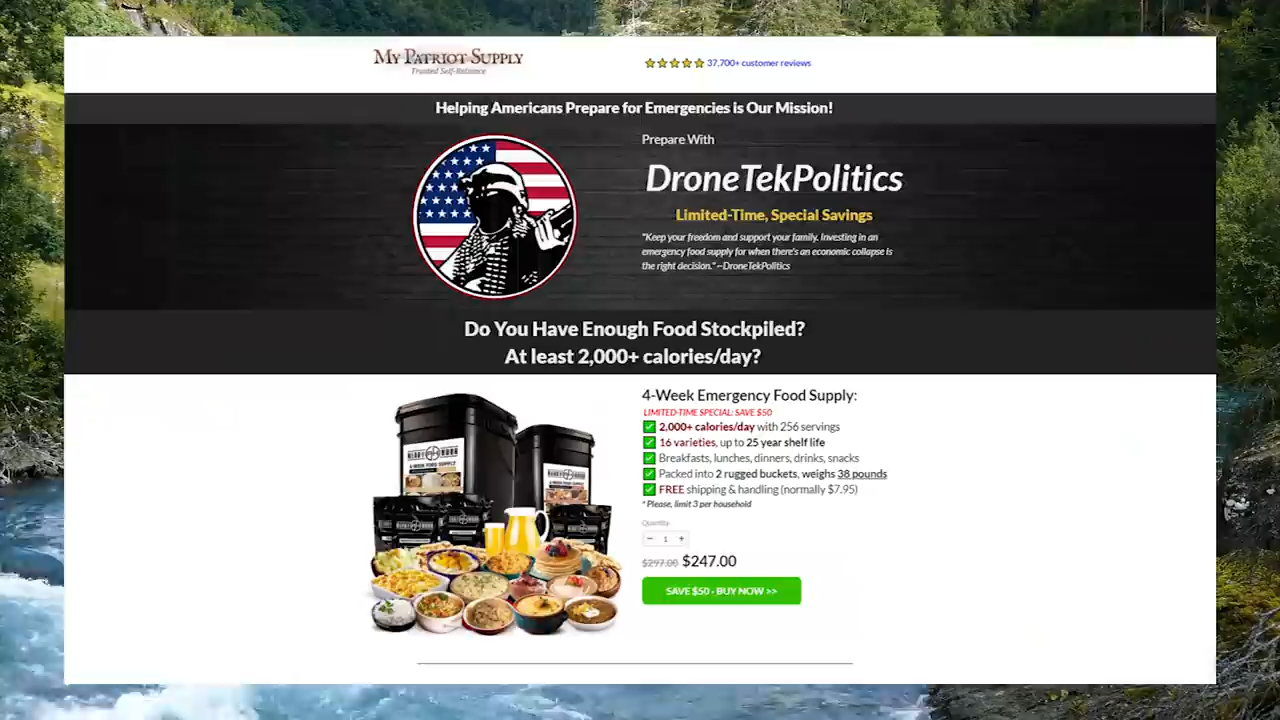 MY PATRIOT SUPPLY
Trusted Self-Reliance
37,700+ customer reviews
Helping Americans Prepare for Emergencies is Our Mission!
Prepare With
DroneTekPolitics
Limited-Time, Special Savings
"Keep your freedom and support your family. Investing in an
emergency food supply for when there's an economic collapse is
the right decision." ~DroneTekPolitics
Do You Have Enough Food Stockpiled?
At least 2,000+ calories/day?
4-Week Emergency Food Supply:
LIMITED-TIME SPECIAL: SAVE $50
2,000+ calories/day with 256 servings
16 varieties, up to 25 year shelf life
Breakfasts, lunches, dinners, drinks, snacks
Packed into 2 rugged buckets, weighs 38 pounds
FREE shipping & handling (normally $7.95)
* Please, limit 3 per household
Quantity
− 1 +
$297.00 $247.00
SAVE $50 - BUY NOW >>
4-WEEK FOOD SUPPLY